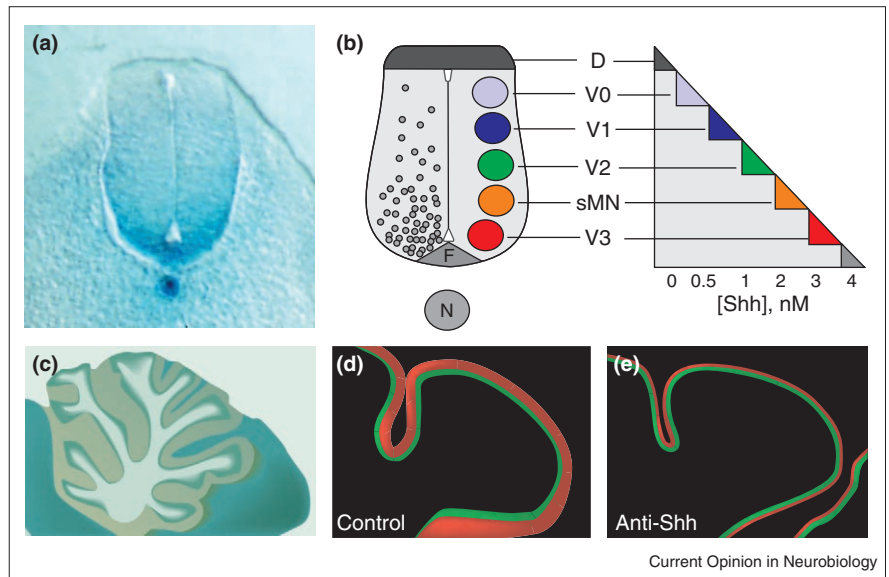 (a)
(b)
D
V0
V1
V2
sMN
V3
F
N
0 0.5 1 2 3 4
[Shh], nM
(c)
(d)
Control
(e)
Anti-Shh
Current Opinion in Neurobiology